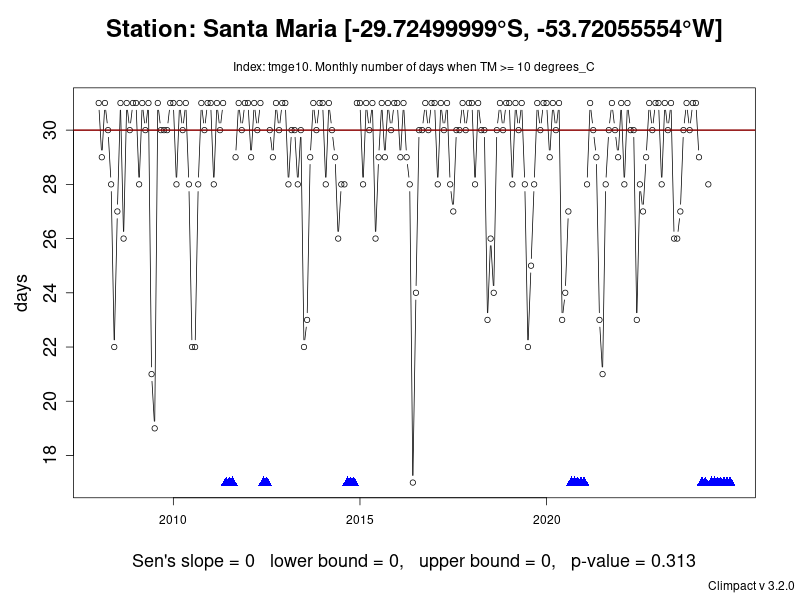 Station: Santa Maria [-29.72499999°S, -53.72055554°W]
Index: tmge10. Monthly number of days when TM >= 10 degrees_C
days
30
28
26
24
22
20
18
2010 2015 2020
Sen's slope = 0 lower bound = 0, upper bound = 0, p-value = 0.313
Climpact v 3.2.0